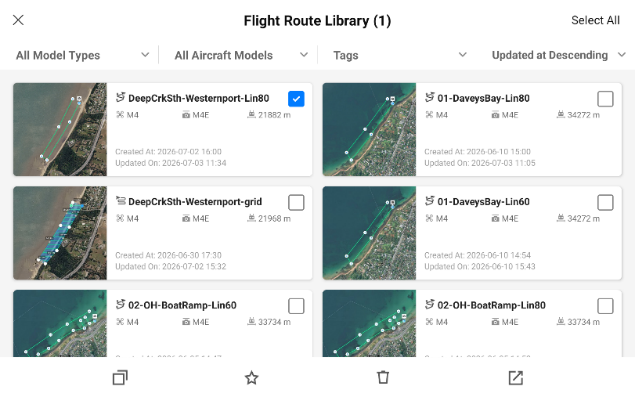 Flight Route Library (1)
Select All
All Model Types
All Aircraft Models
Tags
Updated at Descending
DeepCrkSth-Westernport-Lin80
M4 M4E 21882 m
Created At: 2026-07-02 16:00
Updated On: 2026-07-03 11:34
01-DaveysBay-Lin80
M4 M4E 34272 m
Created At: 2026-06-10 15:00
Updated On: 2026-07-03 11:05
DeepCrkSth-Westernport-grid
M4 M4E 21968 m
Created At: 2026-06-30 17:30
Updated On: 2026-07-02 15:32
01-DaveysBay-Lin60
M4 M4E 34272 m
Created At: 2026-06-10 14:54
Updated On: 2026-06-10 15:43
02-OH-BoatRamp-Lin60
M4 M4E 33734 m
02-OH-BoatRamp-Lin80
M4 M4E 33734 m